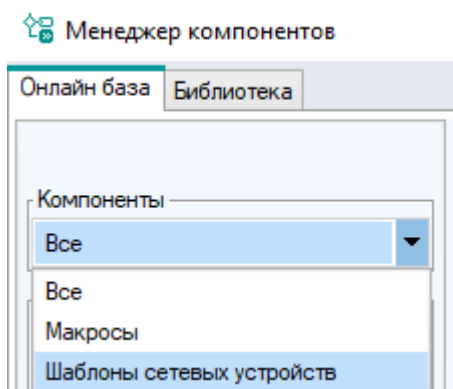 Менеджер компонентов
Онлайн база Библиотека
Компоненты
Все
Все
Макросы
Шаблоны сетевых устройств